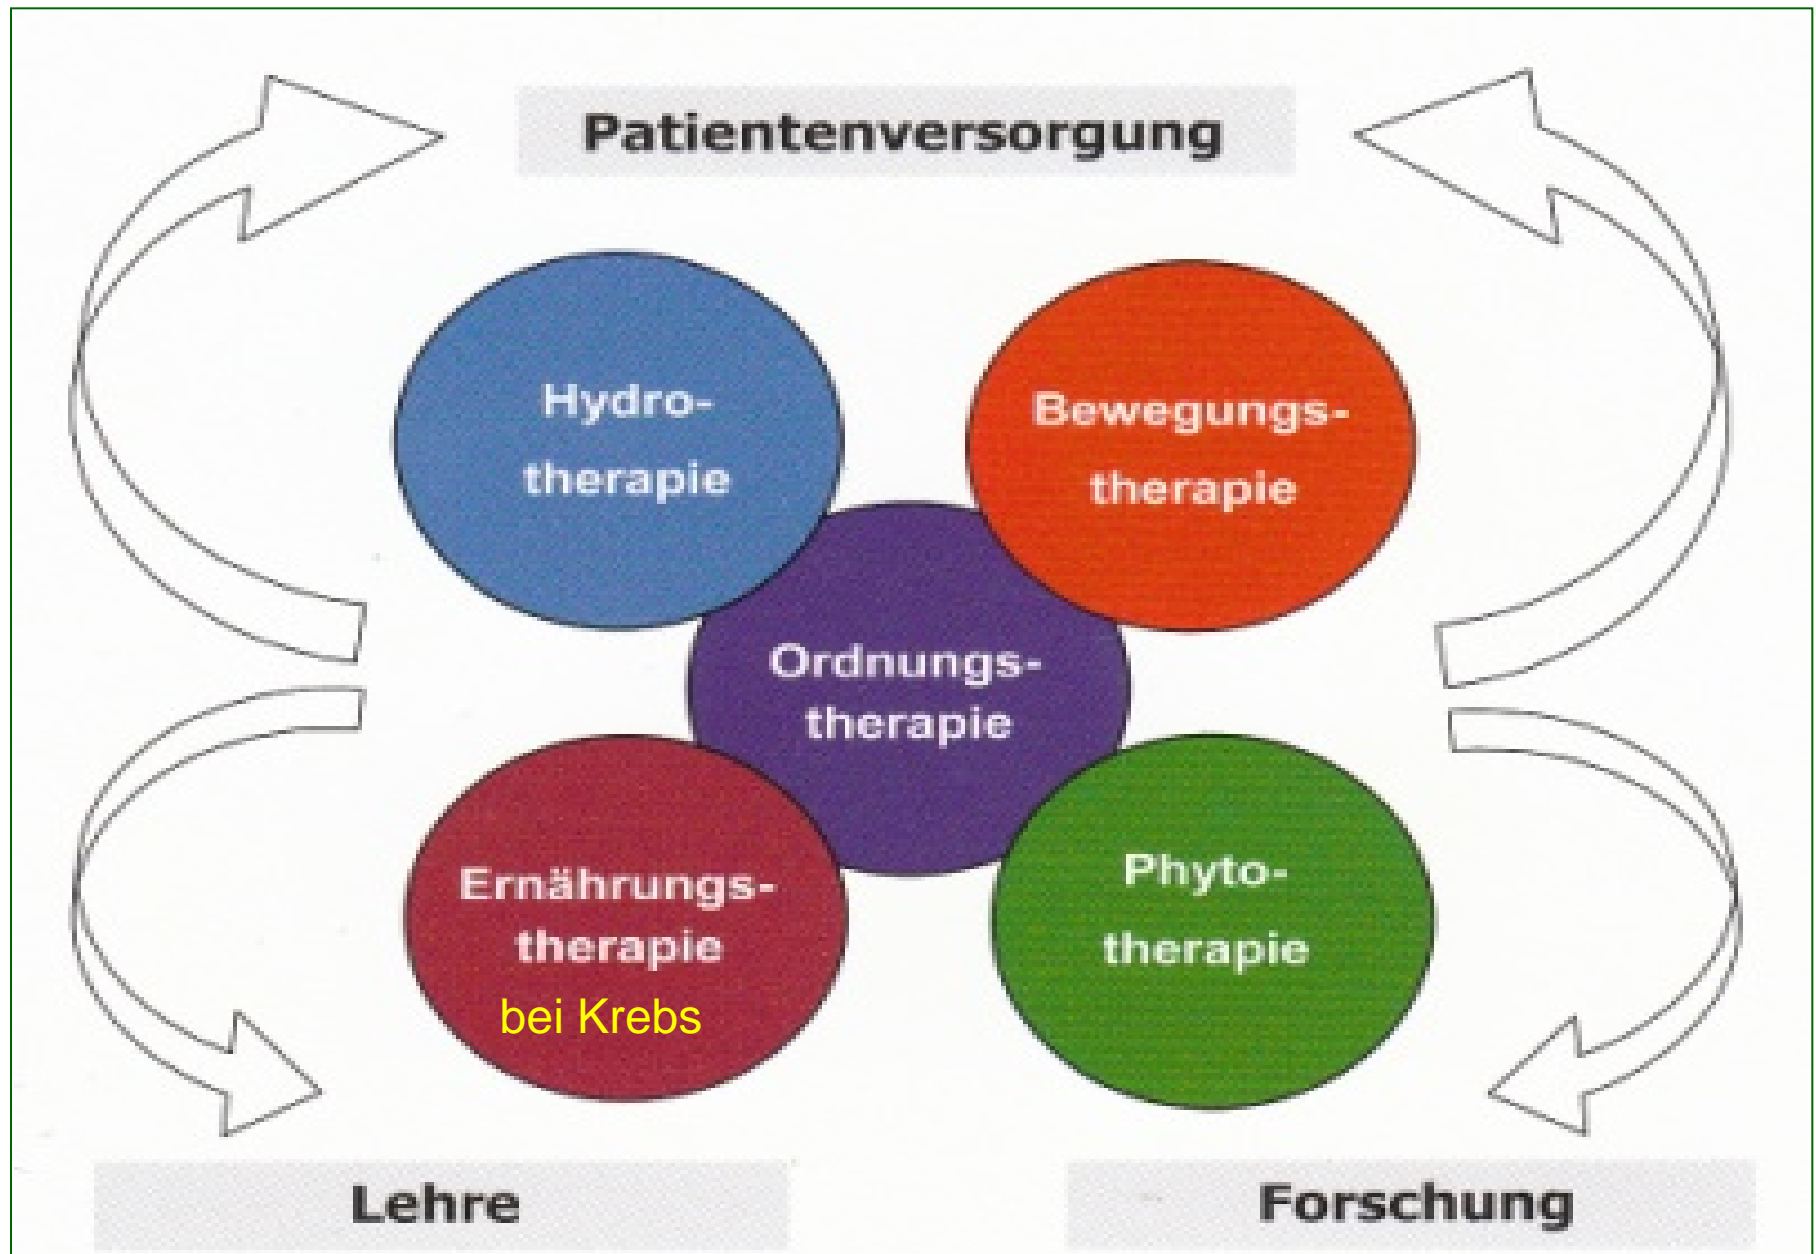 Patientenversorgung
Hydro-
therapie
Bewegungs-
therapie
Ordnungs-
therapie
Ernährungs-
therapie
bei Krebs
Phyto-
therapie
Lehre
Forschung